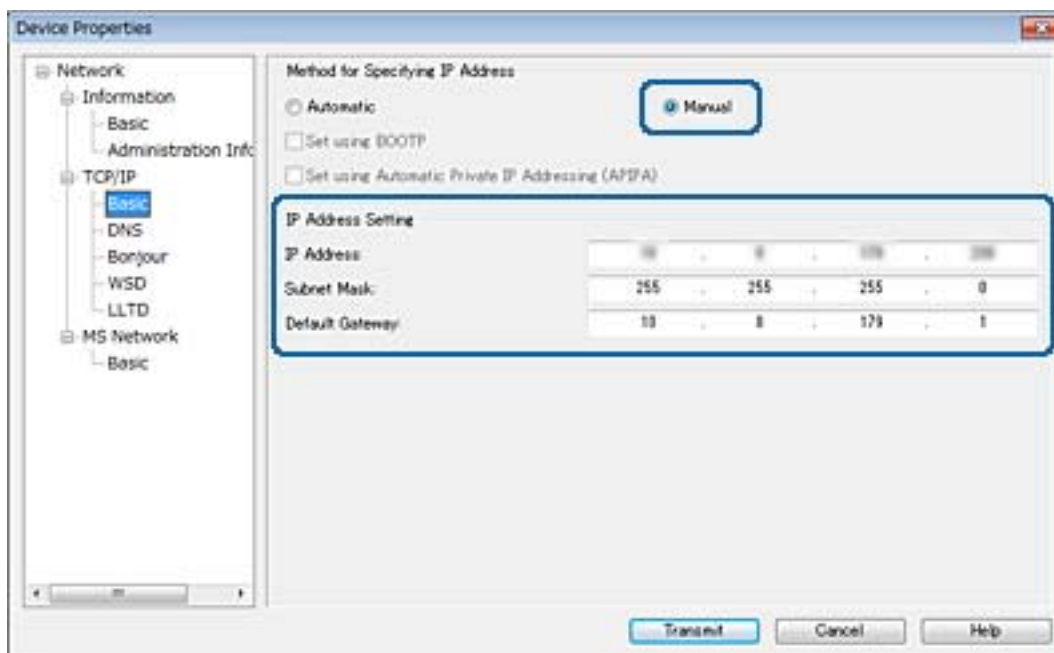 Device Properties
Network
Information
Basic
Administration Info
TCP/IP
Basic
DNS
Bonjour
WSD
LLTD
MS Network
Basic
Method for Specifying IP Address
Automatic
Manual
Set using BOOTP
Set using Automatic Private IP Addressing (APIPA)
IP Address Setting
IP Address:
Subnet Mask: 255 . 255 . 255 . 0
Default Gateway: 10 . 8 . 179 . 1
Transmit Cancel Help